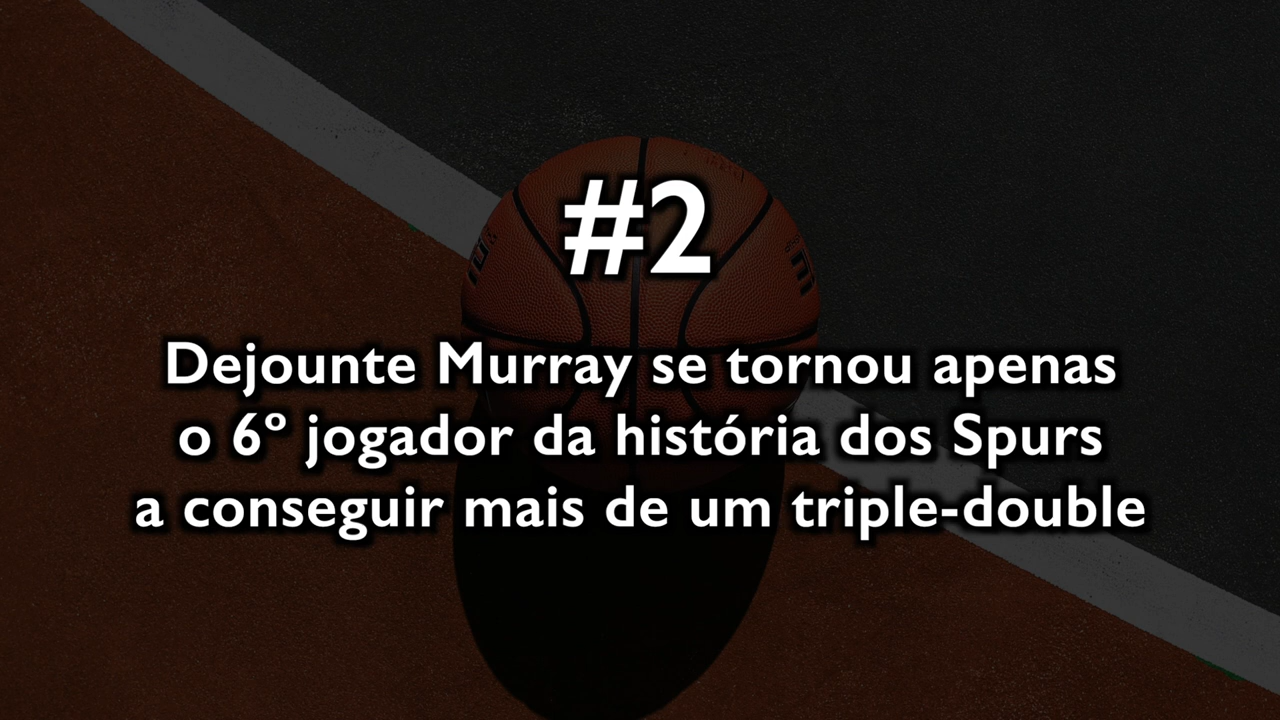 #2
Dejounte Murray se tornou apenas
o 6º jogador da história dos Spurs
a conseguir mais de um triple-double